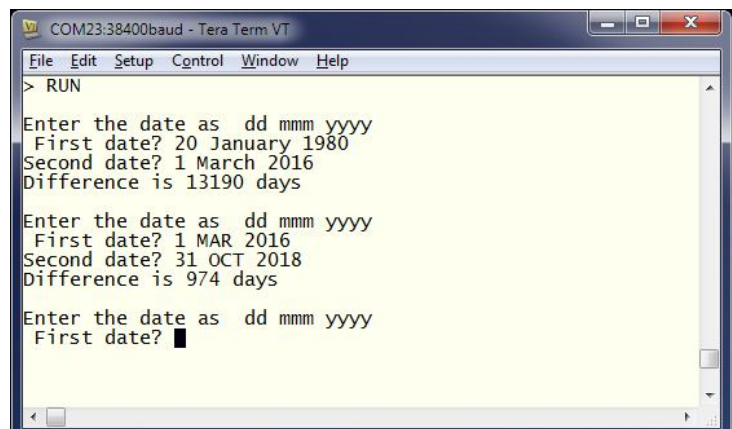 COM23:38400baud - Tera Term VT
File Edit Setup Control Window Help
> RUN
Enter the date as  dd mmm yyyy
 First date? 20 January 1980
Second date? 1 March 2016
Difference is 13190 days
Enter the date as  dd mmm yyyy
 First date? 1 MAR 2016
Second date? 31 OCT 2018
Difference is 974 days
Enter the date as  dd mmm yyyy
 First date?